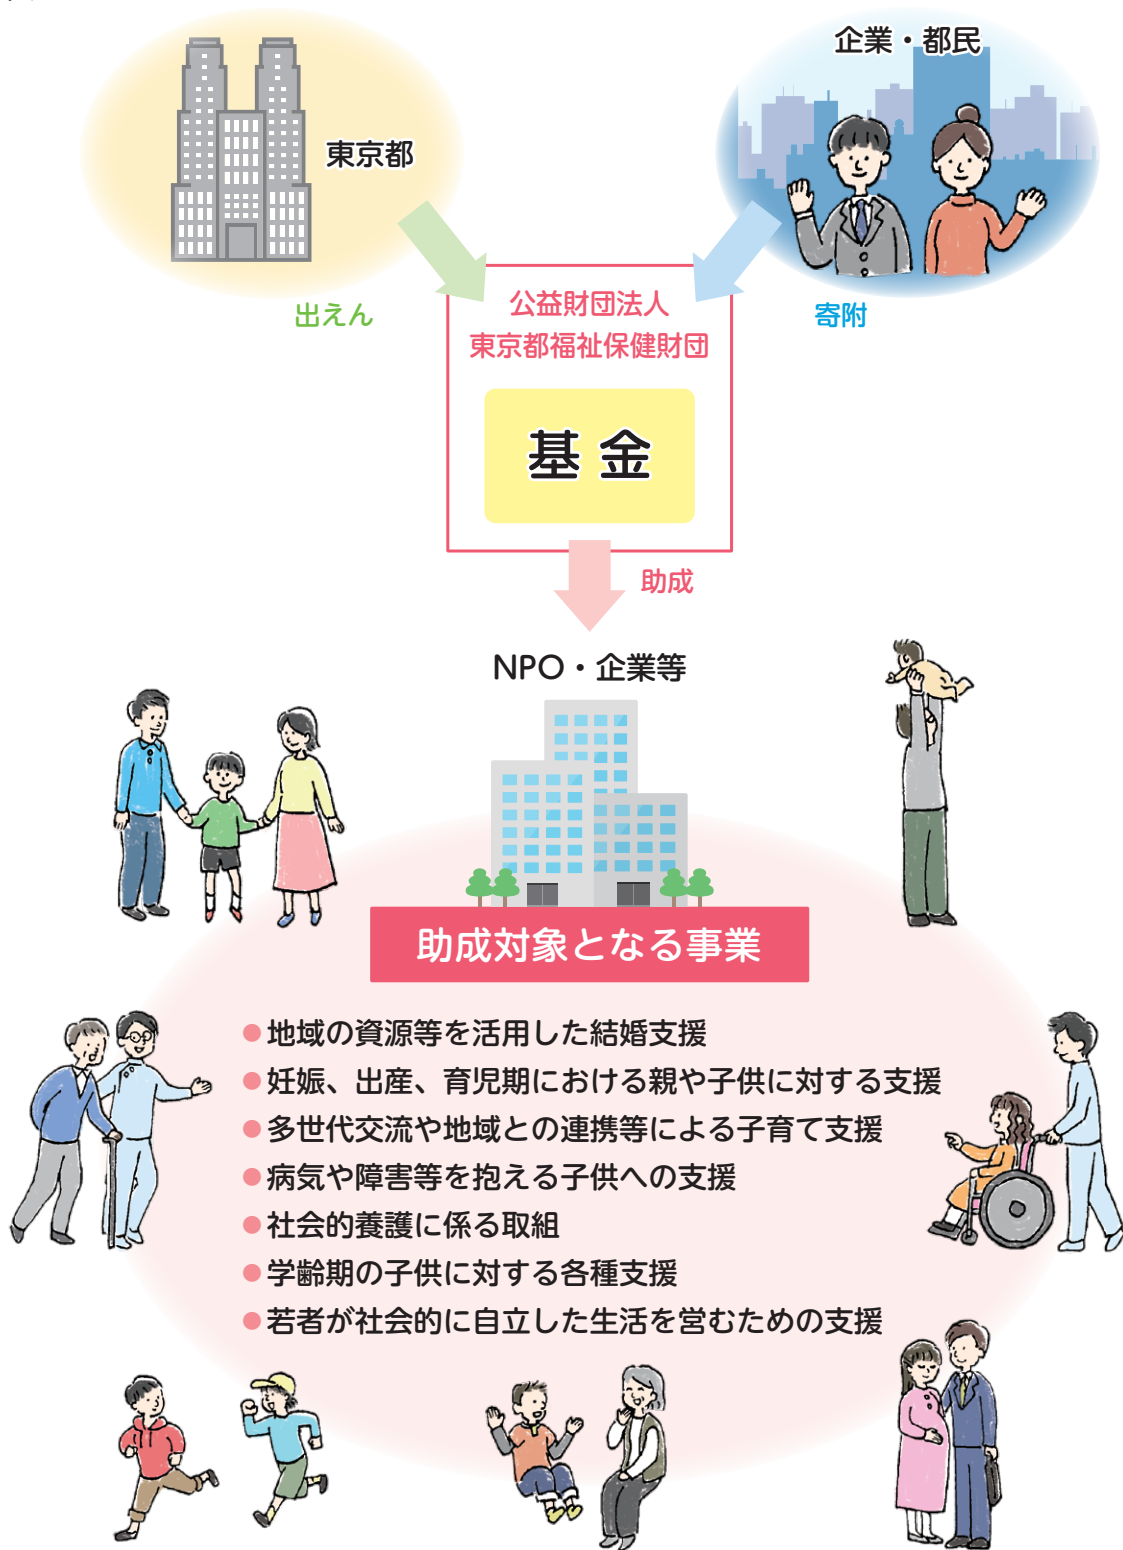 企業・都民
東京都
出えん
寄附
公益財団法人
東京都福祉保健財団
基金
助成
NPO・企業等
助成対象となる事業
●地域の資源等を活用した結婚支援
●妊娠、出産、育児期における親や子供に対する支援
●多世代交流や地域との連携等による子育て支援
●病気や障害等を抱える子供への支援
●社会的養護に係る取組
●学齢期の子供に対する各種支援
●若者が社会的に自立した生活を営むための支援